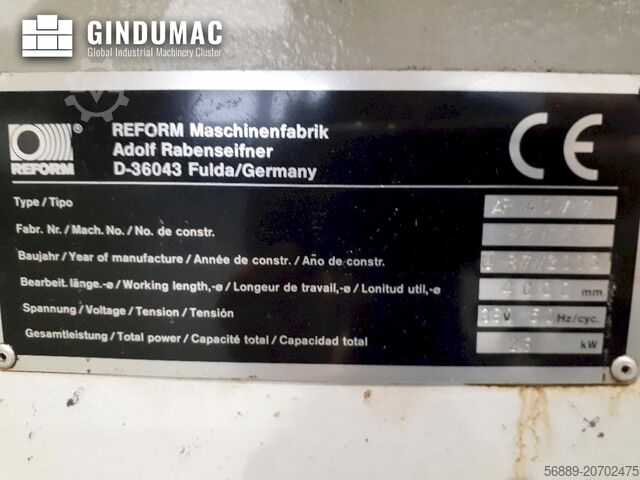 GINDUMAC
Global Industrial Machinery Cluster
REFORM
®
REFORM Maschinenfabrik
Adolf Rabenseifner
D-36043 Fulda/Germany
CE
Type/Tipo
Fabr. Nr./Mach. No./No. de constr.
Baujahr/Year of manufacture/Année de constr./Año de constr.
Bearbeit. länge.-ø/Working length,-ø/Longeur de travail,-ø/Lonitud util,-ø
4000 mm
Spannung/Voltage/Tension/Tensión
V Hz/cyc.
Gesamtleistung/Total power/Capacité total/Capacidad total
kW
56889-20702475